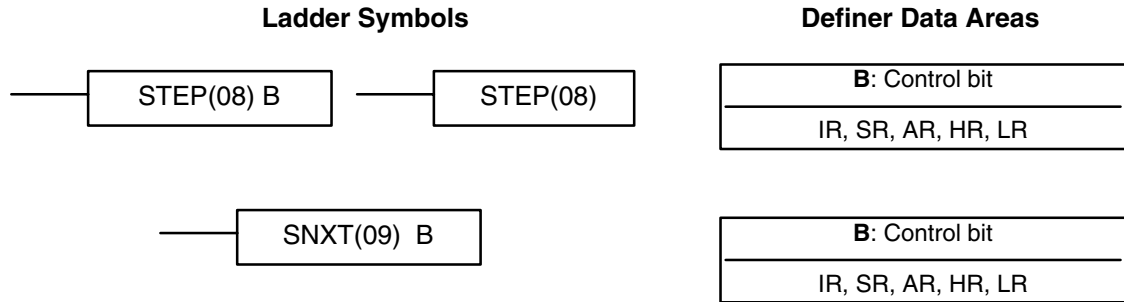 Ladder Symbols
Definer Data Areas
STEP(08) B
STEP(08)
B: Control bit
IR, SR, AR, HR, LR
SNXT(09) B
B: Control bit
IR, SR, AR, HR, LR